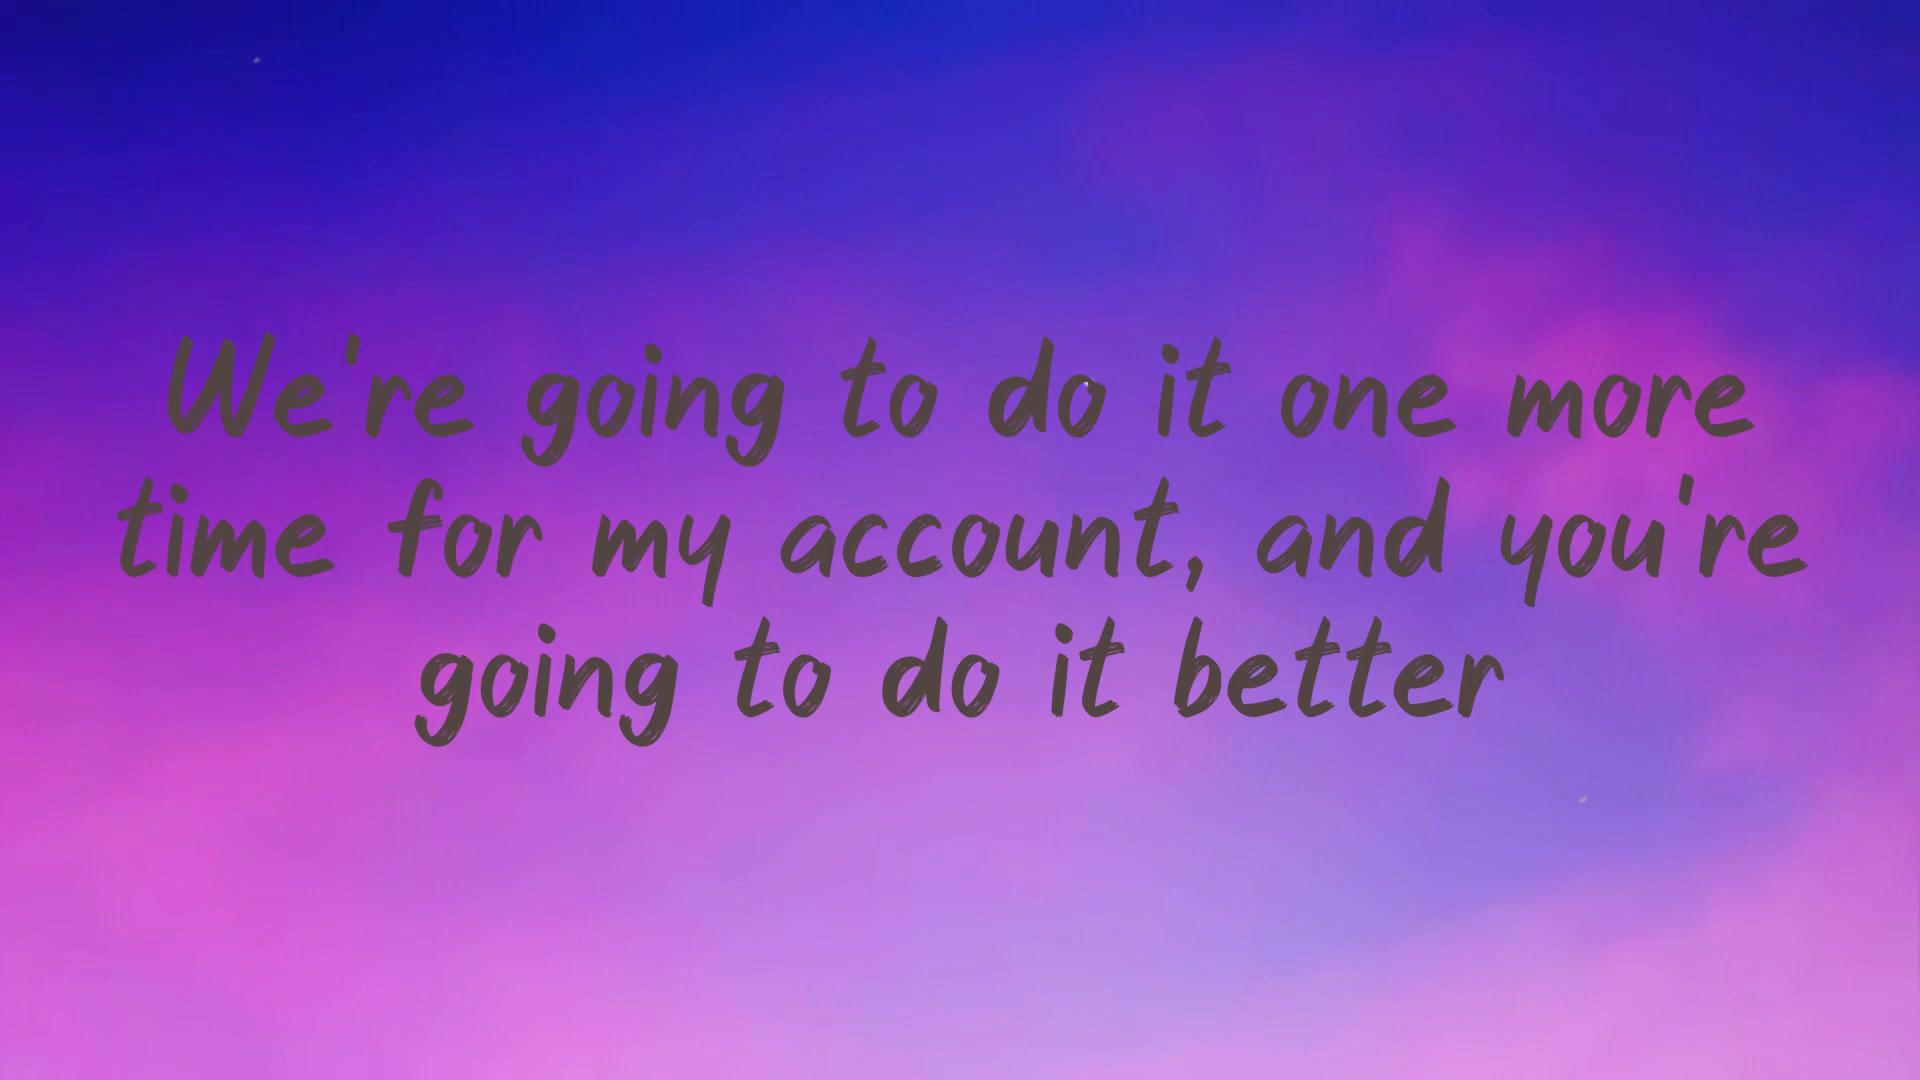 We're going to do it one more
time for my account, and you're
going to do it better